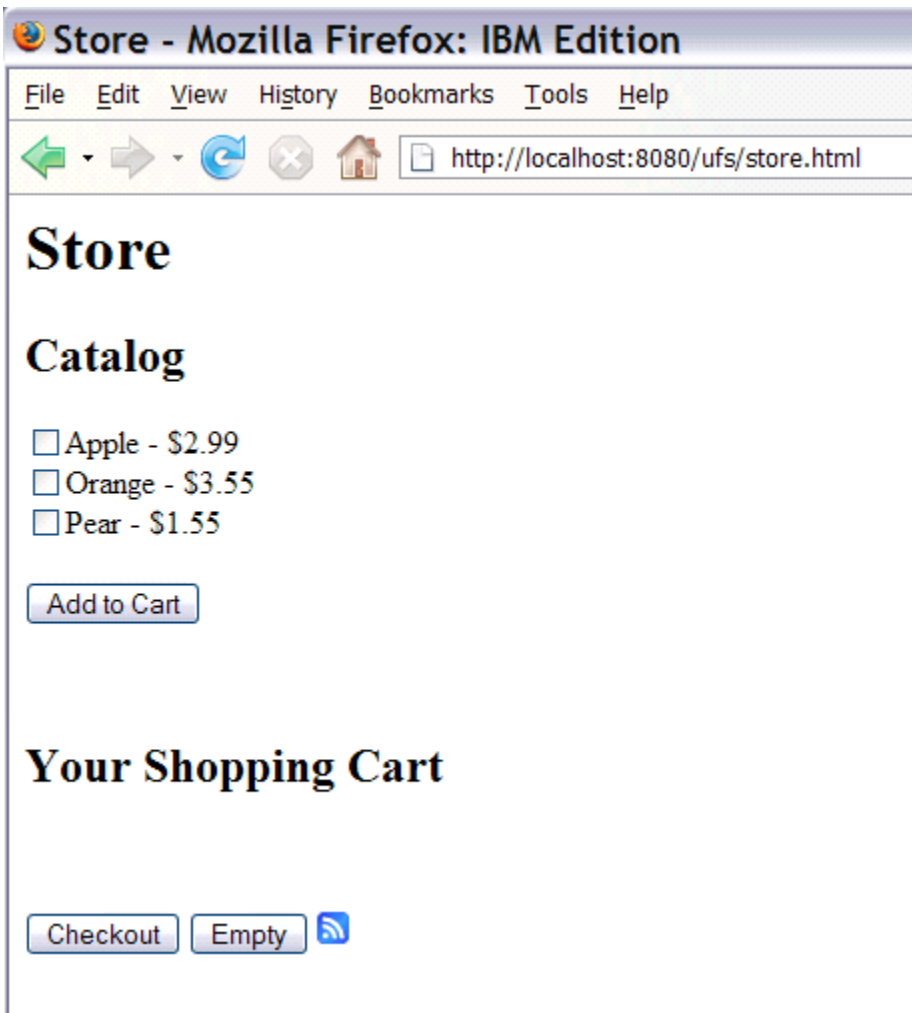 Store - Mozilla Firefox: IBM Edition
File Edit View History Bookmarks Tools Help
http://localhost:8080/ufs/store.html
Store
Catalog
Apple - $2.99
Orange - $3.55
Pear - $1.55
Add to Cart
Your Shopping Cart
Checkout Empty